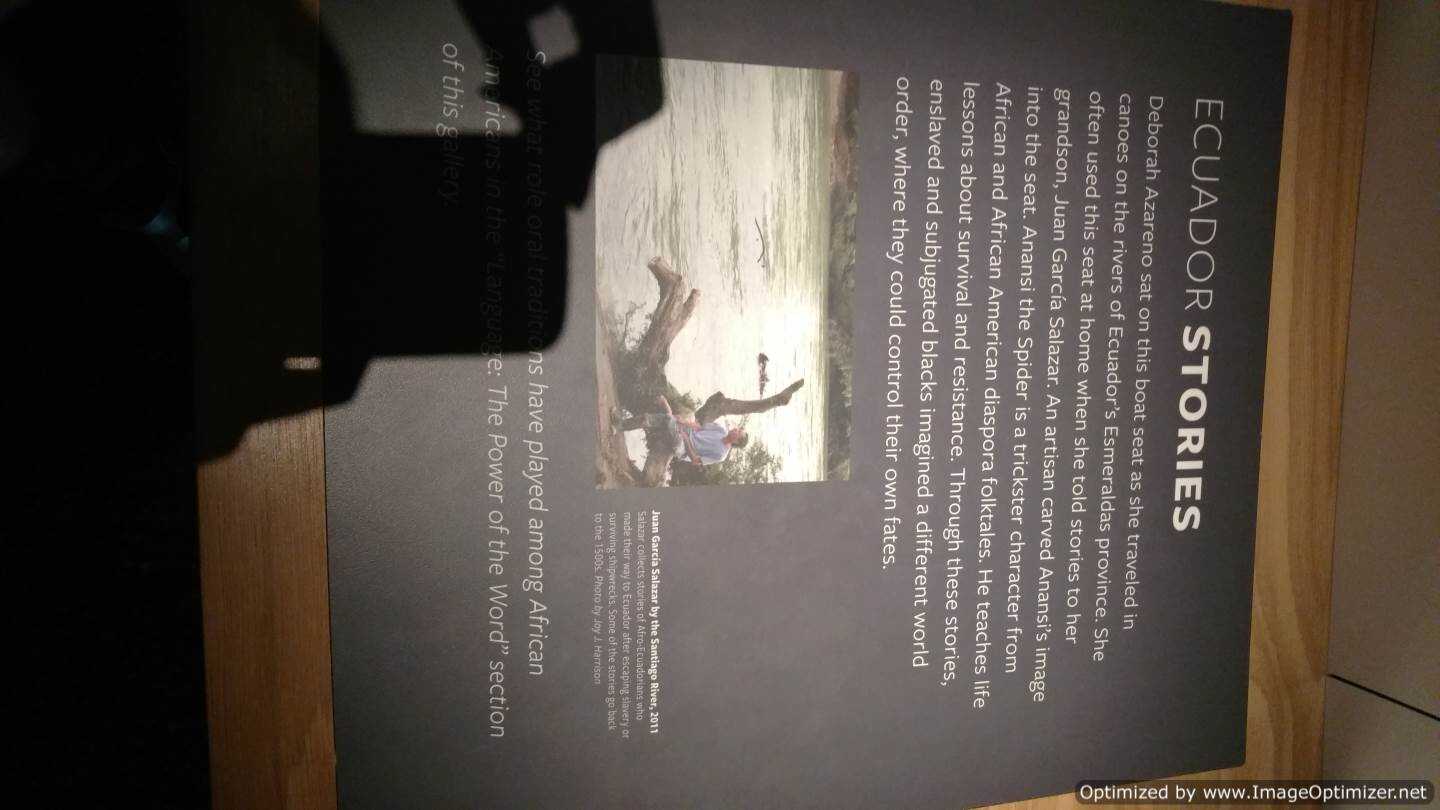 ECUADOR STORIES
Deborah Azareno sat on this boat seat as she traveled in
canoes on the rivers of Ecuador's Esmeraldas province. She
often used this seat at home when she told stories to her
grandson, Juan García Salazar. An artisan carved Anansi's image
into the seat. Anansi the Spider is a trickster character from
African and African American diaspora folktales. He teaches life
lessons about survival and resistance. Through these stories,
enslaved and subjugated blacks imagined a different world
order, where they could control their own fates.
Juan García Salazar by the Santiago River, 2011
Salazar collects stories of Afro-Ecuadorians who
made their way to Ecuador after escaping slavery or
surviving shipwrecks. Some of the stories go back
to the 1500s. Photo by Joy J. Harrison
See what role oral traditions have played among African
Americans in the "Language: The Power of the Word" section
of this gallery.
Optimized by www.ImageOptimizer.net